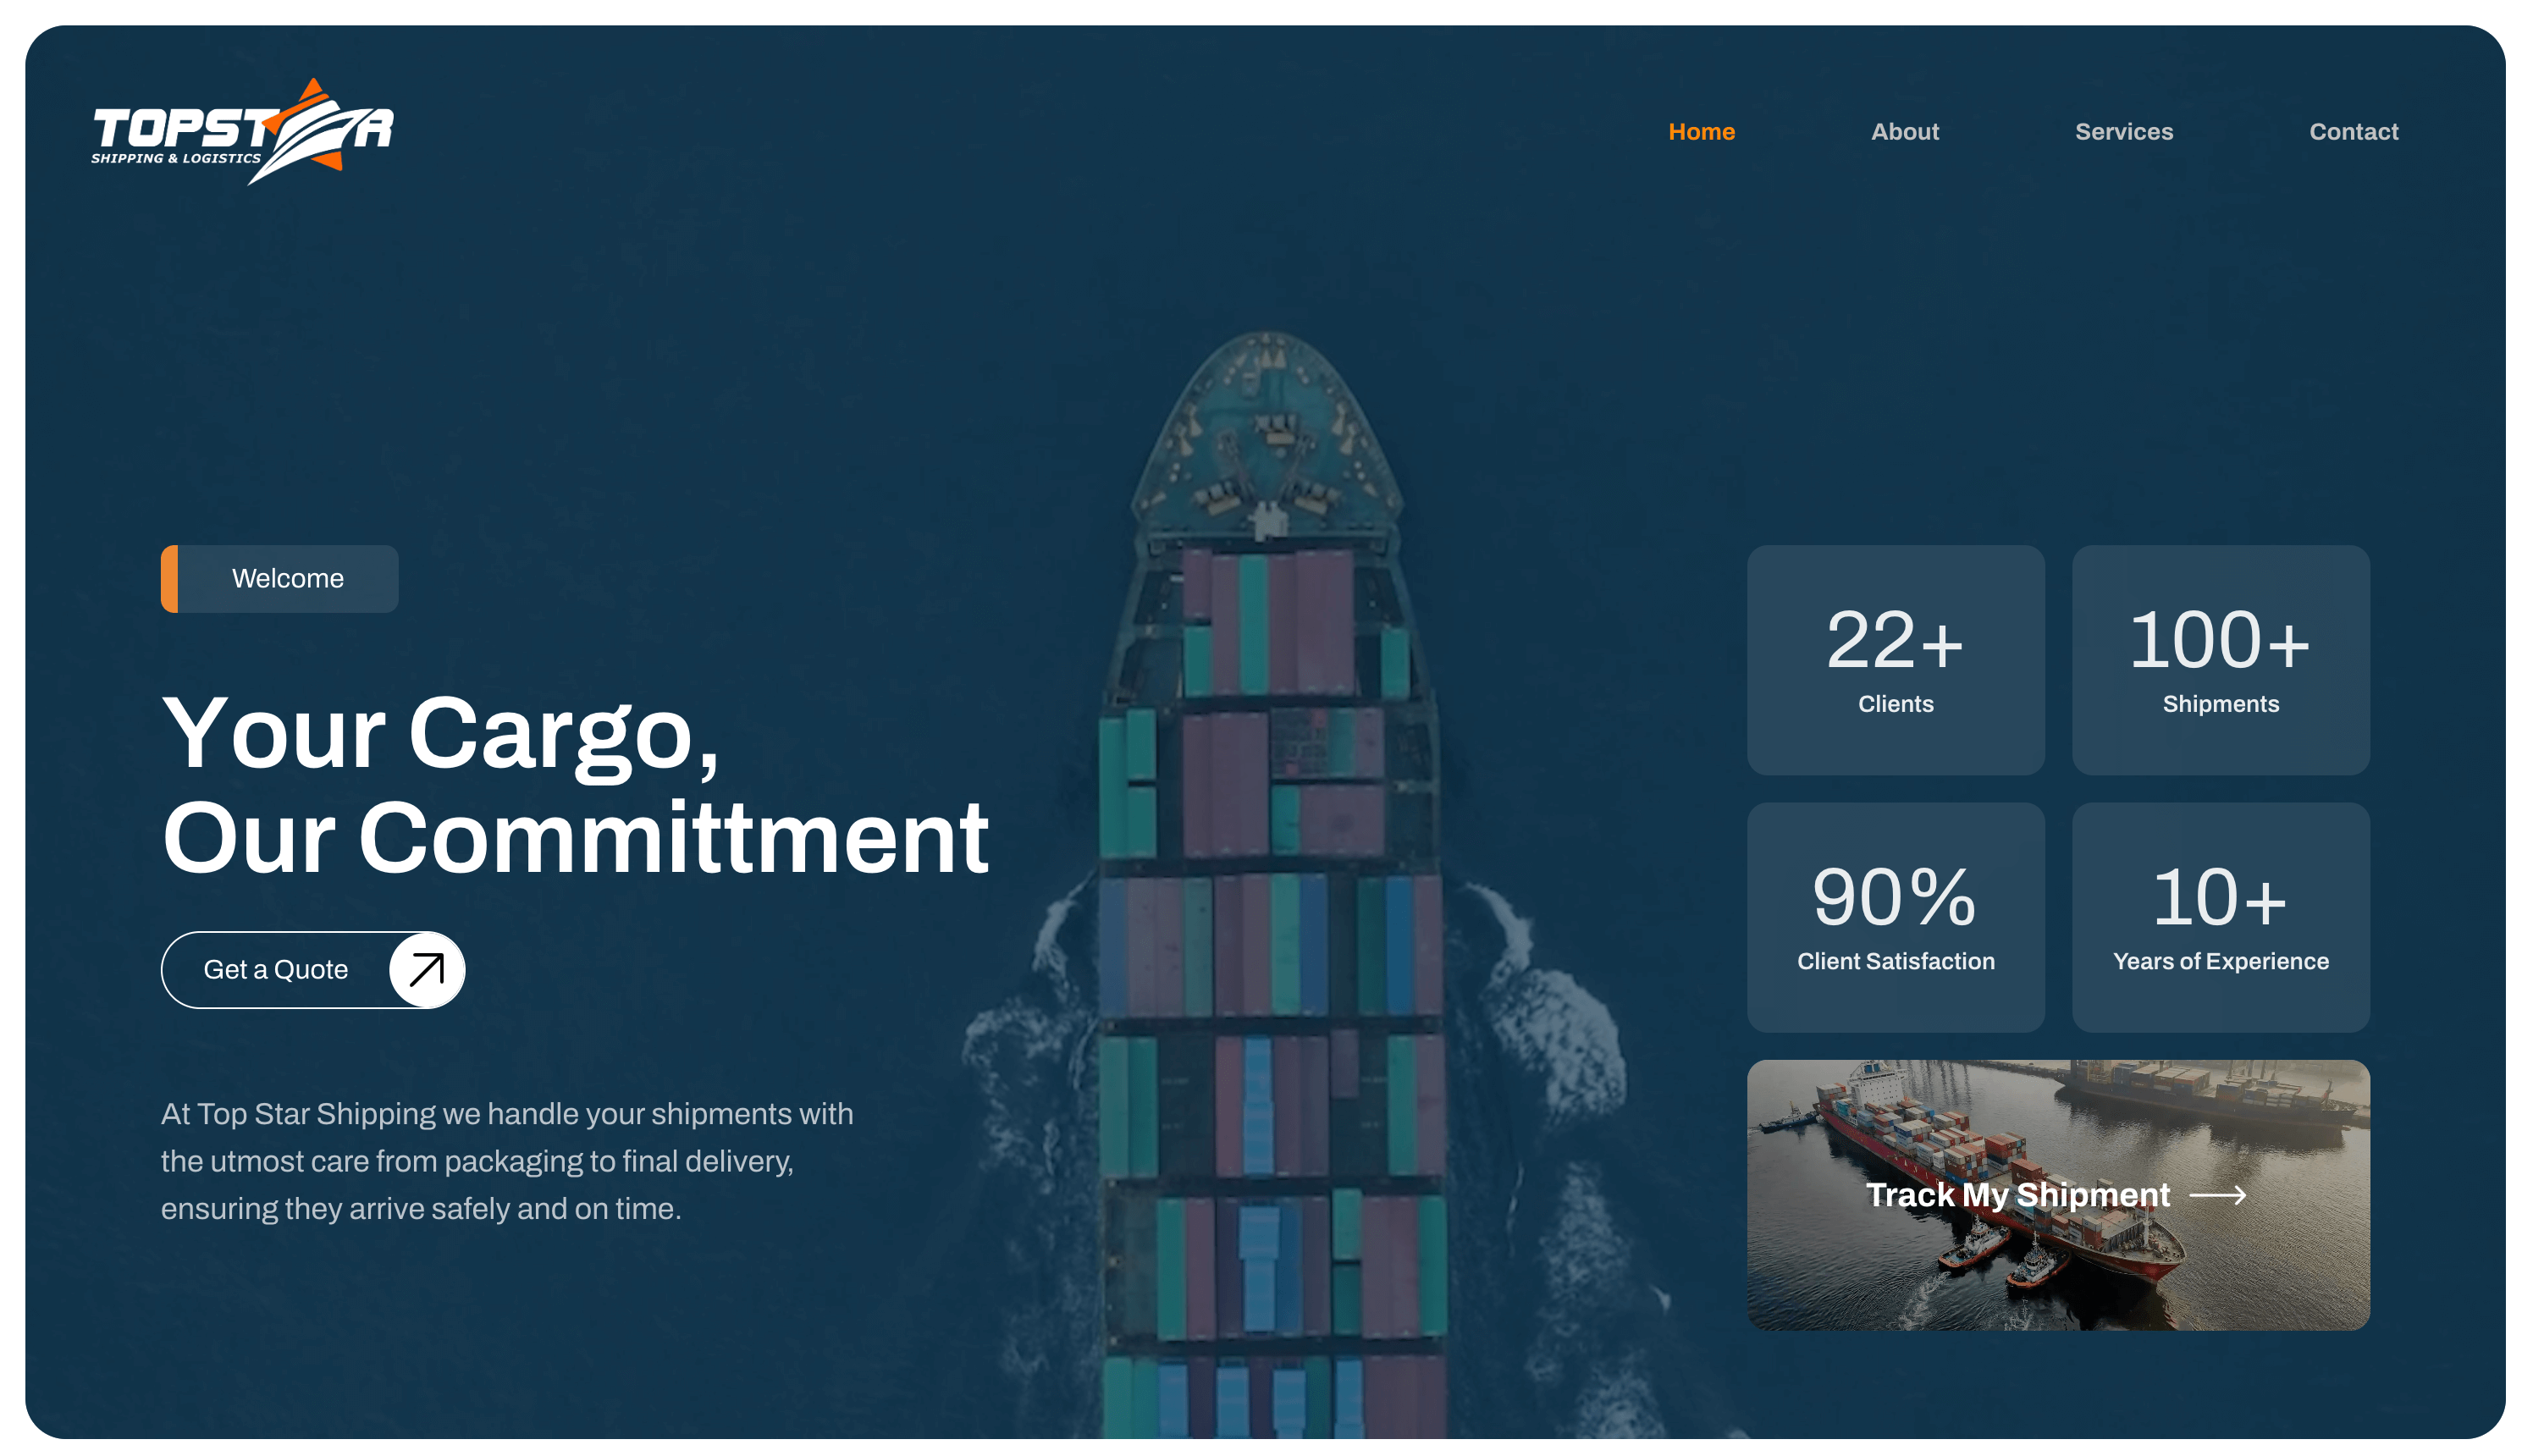 TOPSTAR
SHIPPING & LOGISTICS
Home
About
Services
Contact
Welcome
Your Cargo,
Our Committment
Get a Quote
At Top Star Shipping we handle your shipments with
the utmost care from packaging to final delivery,
ensuring they arrive safely and on time.
22+
Clients
100+
Shipments
90%
Client Satisfaction
10+
Years of Experience
Track My Shipment